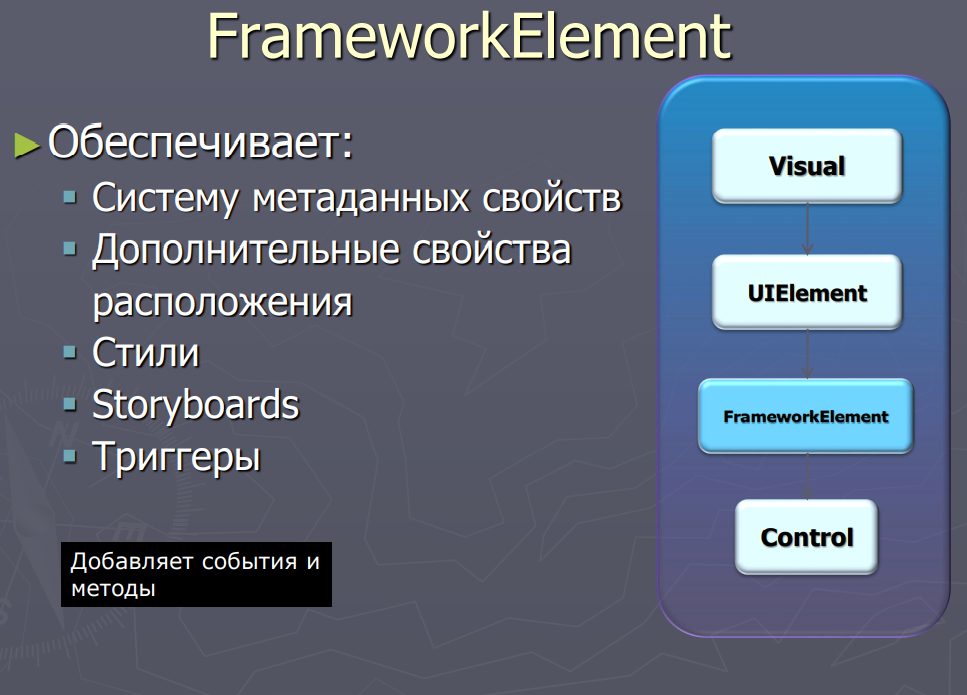 FrameworkElement
Обеспечивает:
Систему метаданных свойств
Дополнительные свойства
расположения
Стили
Storyboards
Триггеры
Добавляет события и
методы
Visual
UIElement
FrameworkElement
Control